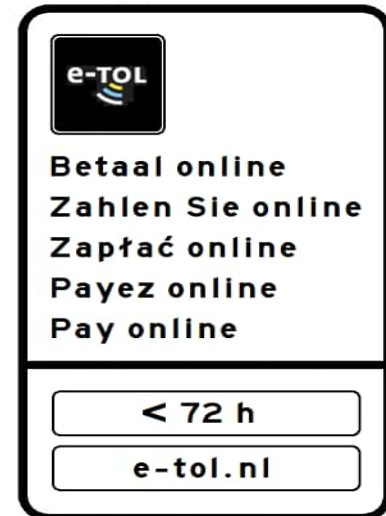 e-TOL
Betaal online
Zahlen Sie online
Zapłać online
Payez online
Pay online
< 72 h
e-tol.nl